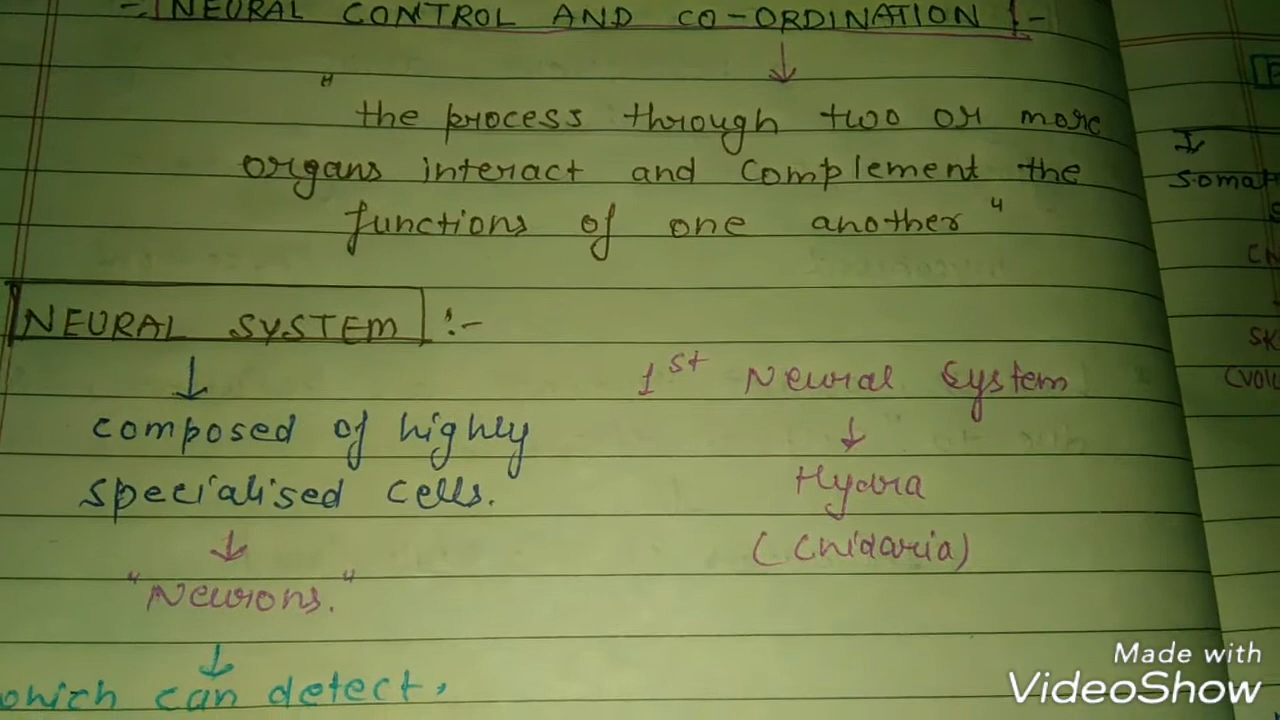 :- NEURAL CONTROL AND CO-ORDINATION :-
↓
"the process through two or more
organs interact and complement the
functions of one another"
NEURAL SYSTEM :-
↓
composed of highly
specialised cells.
↓
"Neurons."
↓
which can detect,
1st Neural System
↓
Hydra
(Cnidaria)
Made with
VideoShow